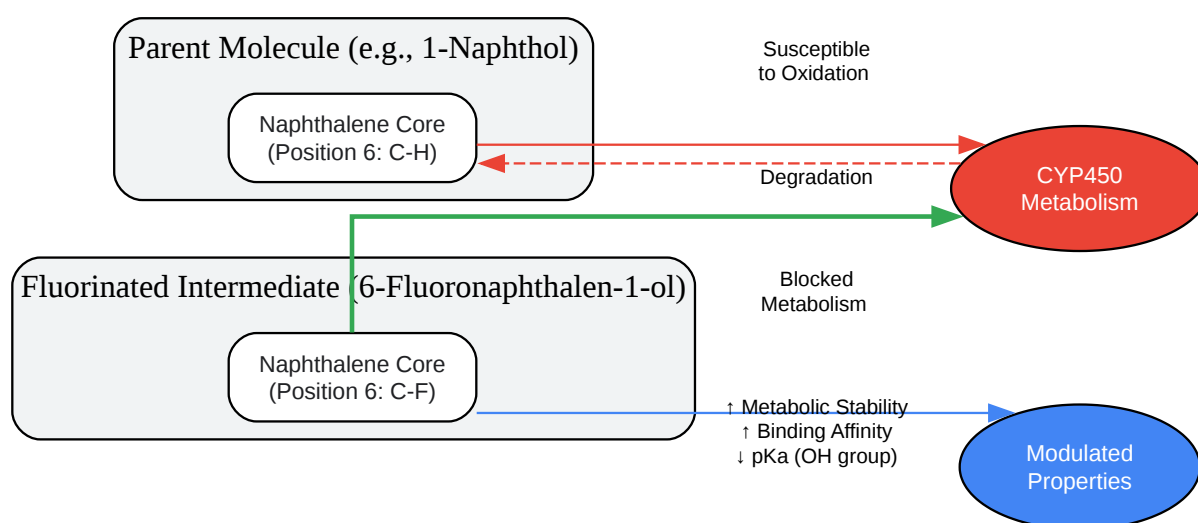 Parent Molecule (e.g., 1-Naphthol)
Naphthalene Core
(Position 6: C-H)
Susceptible
to Oxidation
Degradation
CYP450
Metabolism
Fluorinated Intermediate (6-Fluoronaphthalen-1-ol)
Naphthalene Core
(Position 6: C-F)
Blocked
Metabolism
↑ Metabolic Stability
↑ Binding Affinity
↓ pKa (OH group)
Modulated
Properties